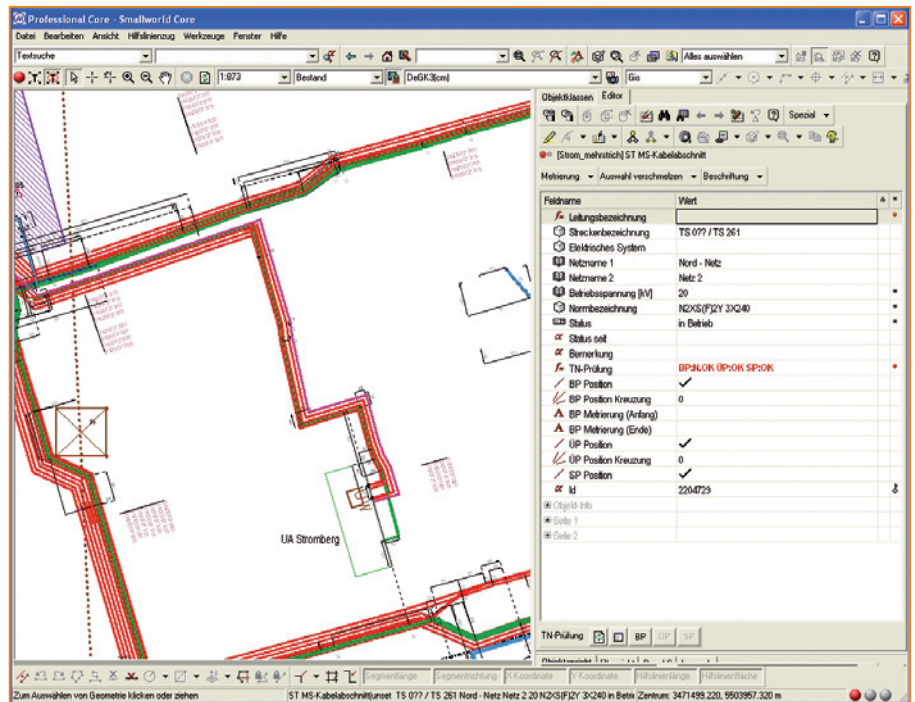 Professional Core - Smallworld Core
Datei Bearbeiten Ansicht Hilfslinienzug Werkzeuge Fenster Hilfe
Textsuche
Alles auswählen
1:873
Bestand
DeGK3[cm]
Gis
Objektklassen Editor
Spezial
[Strom_mehrstrich] ST MS-Kabelabschnitt
Metrierung Auswahl verschmelzen Beschriftung
Feldname Wert
Leitungsbezeichnung
Streckenbezeichnung TS 0?? / TS 261
Elektrisches System
Netzname 1 Nord - Netz
Netzname 2 Netz 2
Betriebsspannung [kV] 20
Normbezeichnung N2XS(F)2Y 3X240
Status in Betrieb
Status seit
Bemerkung
TN-Prüfung BP:N.OK ÜP:OK SP:OK
BP Position
BP Position Kreuzung 0
BP Metrierung (Anfang)
BP Metrierung (Ende)
ÜP Position
ÜP Position Kreuzung 0
SP Position
Id 2204729
Objekt-Info
Seite 1
Seite 2
UA Stromberg
TN-Prüfung BP ÜP SP
Segmentlänge Segmentrichtung X-Koordinate Y-Koordinate Hilfslinienlänge Hilfslinienfläche
Zum Auswählen von Geometrie klicken oder ziehen
ST MS-Kabelabschnitt(unset TS 0?? / TS 261 Nord - Netz Netz 2 20 N2XS(F)2Y 3X240 in Betrie
Zentrum: 3471499.220, 5503957.320 m